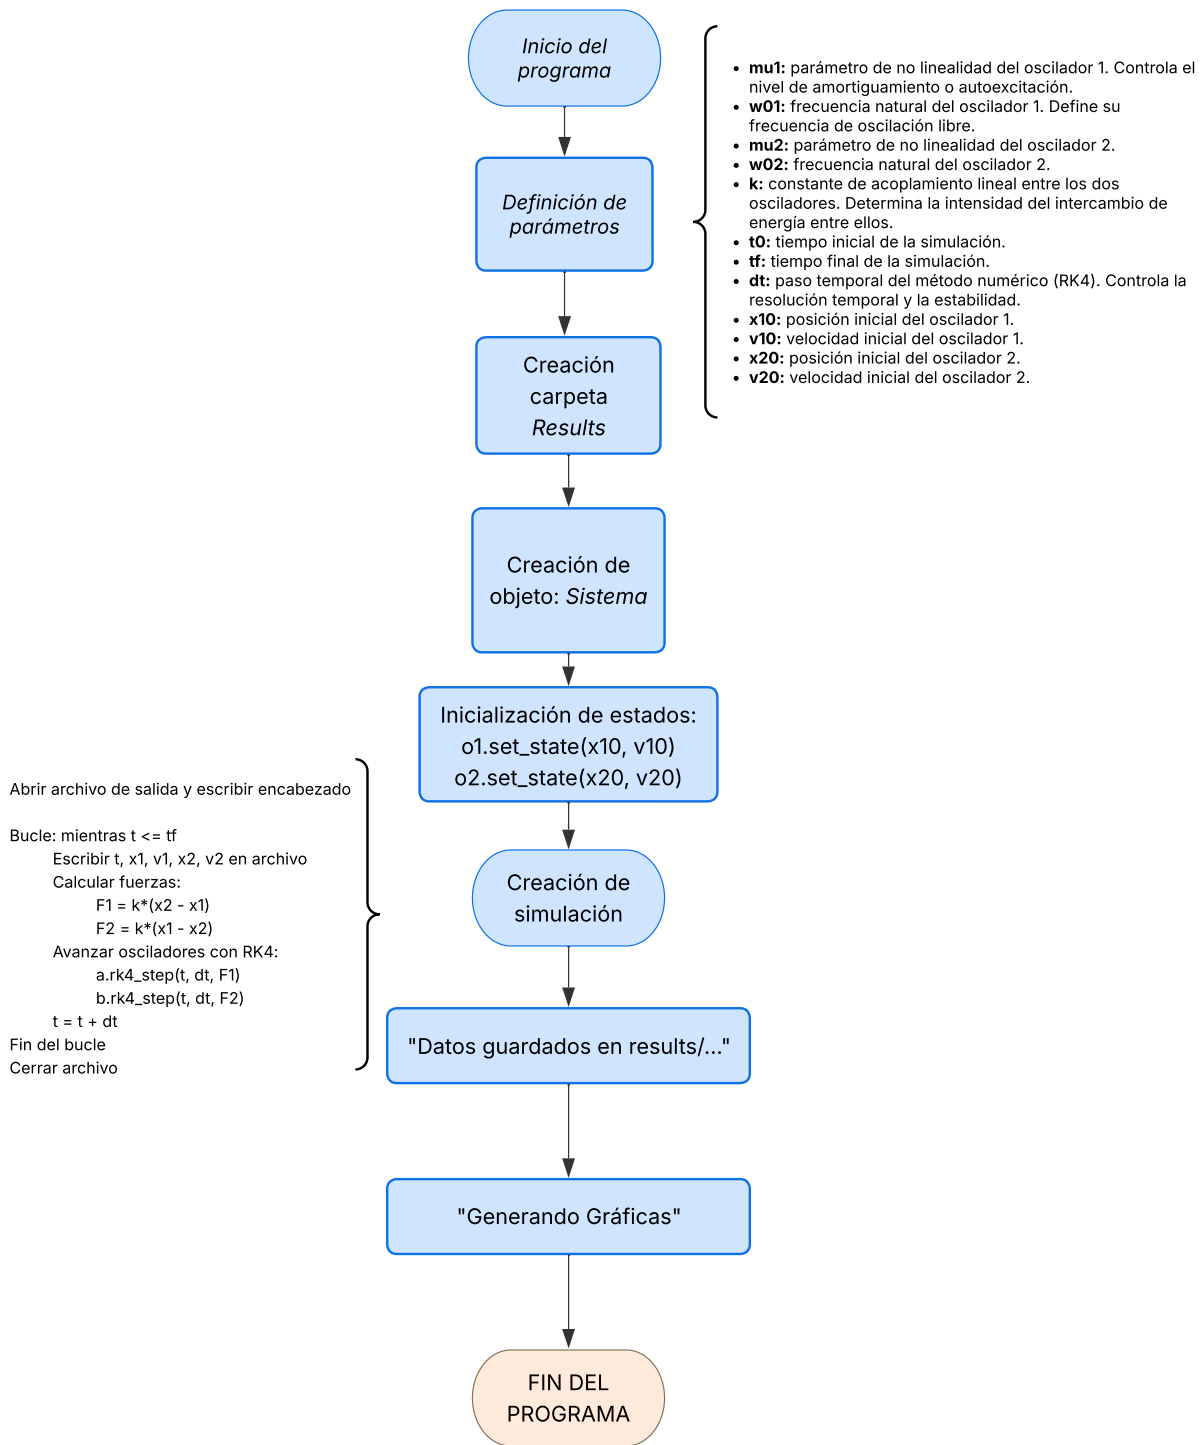 Inicio del
programa
Definición de
parámetros
• mu1: parámetro de no linealidad del oscilador 1. Controla el
nivel de amortiguamiento o autoexcitación.
• w01: frecuencia natural del oscilador 1. Define su
frecuencia de oscilación libre.
• mu2: parámetro de no linealidad del oscilador 2.
• w02: frecuencia natural del oscilador 2.
• k: constante de acoplamiento lineal entre los dos
osciladores. Determina la intensidad del intercambio de
energía entre ellos.
• t0: tiempo inicial de la simulación.
• tf: tiempo final de la simulación.
• dt: paso temporal del método numérico (RK4). Controla la
resolución temporal y la estabilidad.
• x10: posición inicial del oscilador 1.
• v10: velocidad inicial del oscilador 1.
• x20: posición inicial del oscilador 2.
• v20: velocidad inicial del oscilador 2.
Creación
carpeta
Results
Creación de
objeto: Sistema
Inicialización de estados:
o1.set_state(x10, v10)
o2.set_state(x20, v20)
Creación de
simulación
Abrir archivo de salida y escribir encabezado
Bucle: mientras t <= tf
Escribir t, x1, v1, x2, v2 en archivo
Calcular fuerzas:
F1 = k*(x2 - x1)
F2 = k*(x1 - x2)
Avanzar osciladores con RK4:
a.rk4_step(t, dt, F1)
b.rk4_step(t, dt, F2)
t = t + dt
Fin del bucle
Cerrar archivo
"Datos guardados en results/..."
"Generando Gráficas"
FIN DEL
PROGRAMA